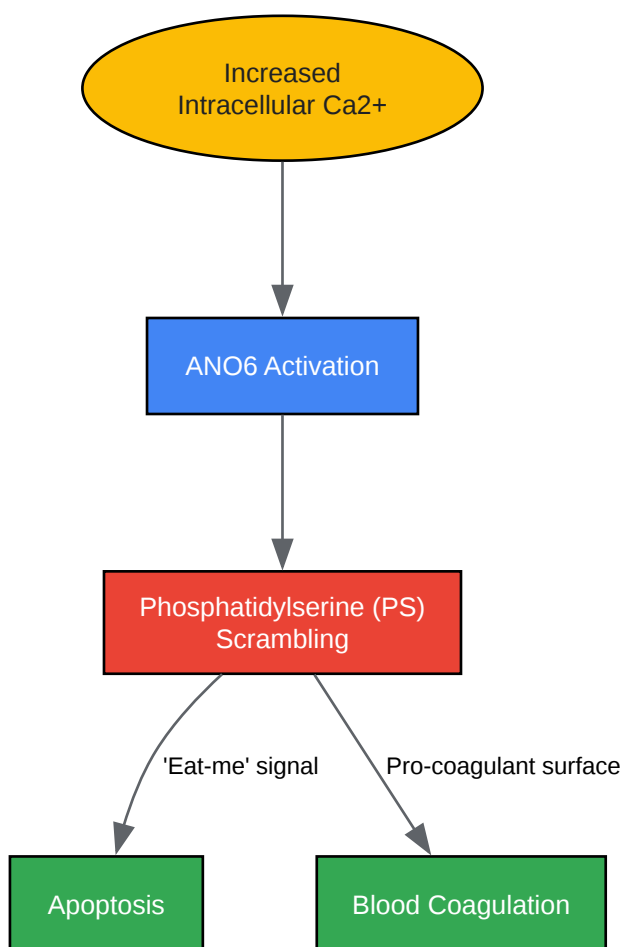 Increased
Intracellular Ca2+
ANO6 Activation
Phosphatidylserine (PS)
Scrambling
'Eat-me' signal
Pro-coagulant surface
Apoptosis
Blood Coagulation